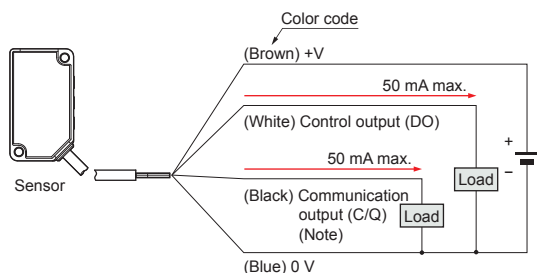 Color code
(Brown) +V
50 mA max.
(White) Control output (DO)
50 mA max.
+
−
Load
Sensor
(Black) Communication
output (C/Q)
(Note)
Load
(Blue) 0 V